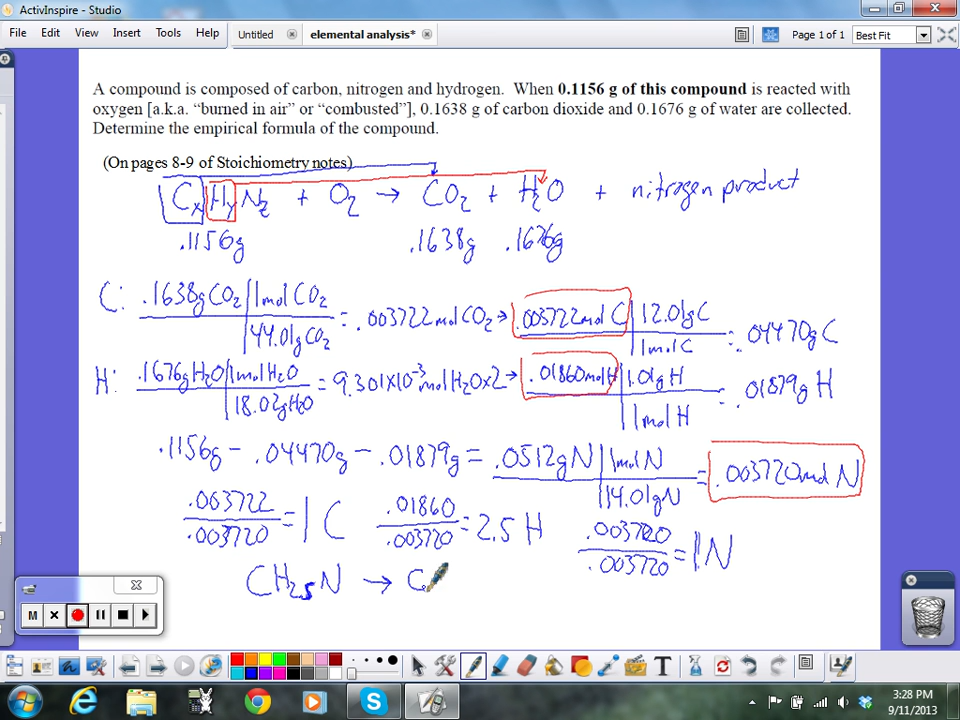 ActivInspire - Studio
File Edit View Insert Tools Help Untitled elemental analysis* Page 1 of 1 Best Fit
A compound is composed of carbon, nitrogen and hydrogen. When 0.1156 g of this compound is reacted with
oxygen [a.k.a. “burned in air” or “combusted”], 0.1638 g of carbon dioxide and 0.1676 g of water are collected.
Determine the empirical formula of the compound.
(On pages 8-9 of Stoichiometry notes)
CxHyNz + O2 → CO2 + H2O + nitrogen product
.1156g .1638g .1676g
C: .1638g CO2 | 1 mol CO2
44.01g CO2
= .003722 mol CO2 → .003722 mol C | 12.01g C
1 mol C
= .04470g C
H: .1676g H2O | 1 mol H2O
18.02g H2O
= 9.301x10-3 mol H2O x 2 → .01860 mol H | 1.01g H
1 mol H
= .01879g H
.1156g - .04470g - .01879g = .0512g N | 1 mol N
14.01g N
= .003720 mol N
.003722
.003720
= 1 C
.01860
.003720
= 2.5 H
.003720
.003720
= 1 N
CH2.5N → C
M
T
3:28 PM
9/11/2013